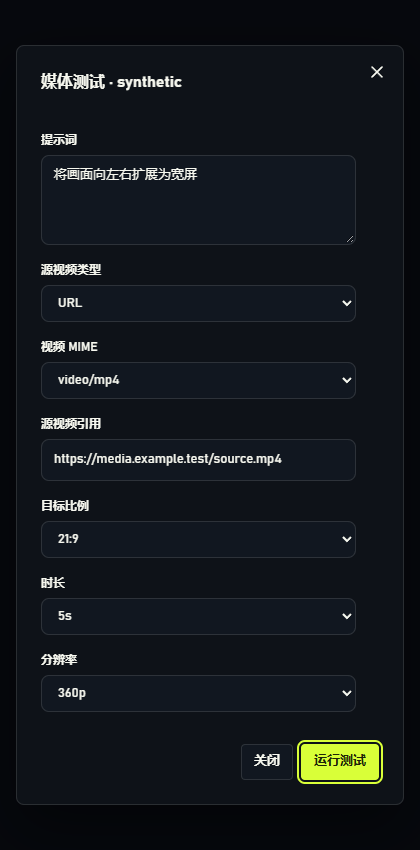 媒体测试 · synthetic
提示词
将画面向左右扩展为宽屏
源视频类型
URL
视频 MIME
video/mp4
源视频引用
https://media.example.test/source.mp4
目标比例
21:9
时长
5s
分辨率
360p
关闭
运行测试